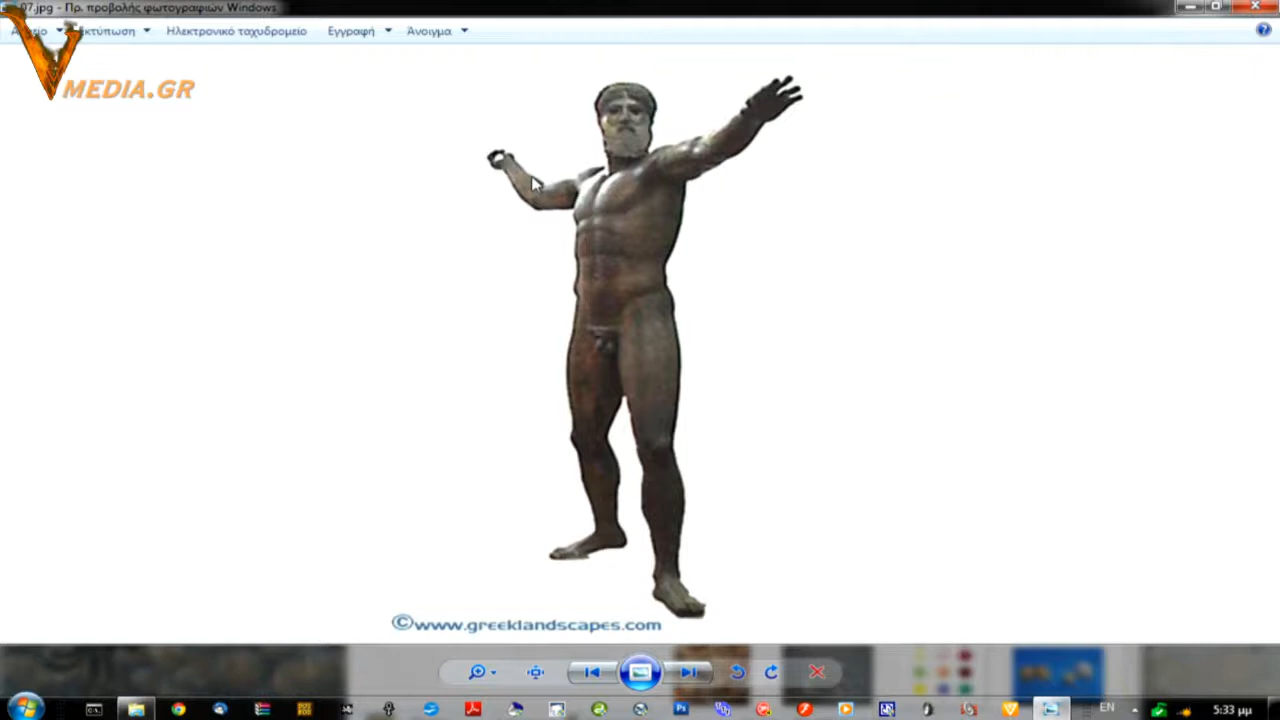 07.jpg - Πρ. προβολής φωτογραφιών Windows
Εκτύπωση Ηλεκτρονικό ταχυδρομείο Εγγραφή Άνοιγμα
V
MEDIA.GR
©www.greeklandscapes.com
EN 5:33 μμ